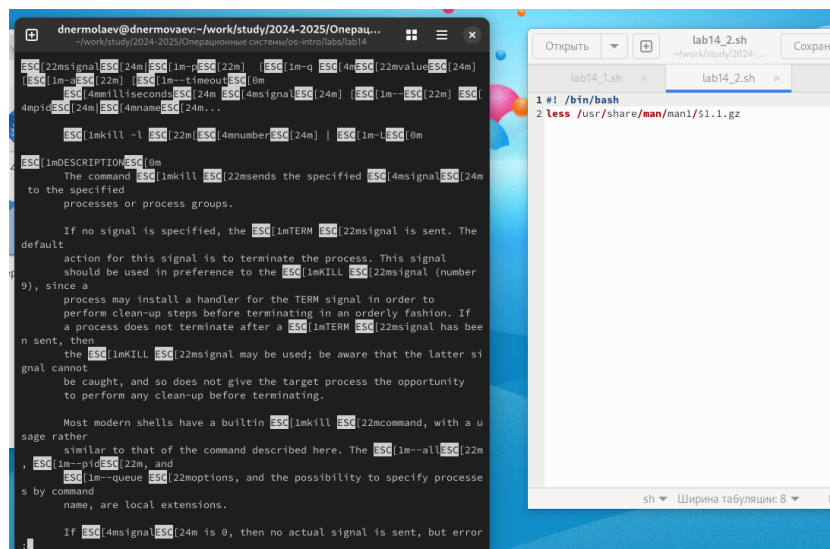 dnermolaev@dnermovaev:~/work/study/2024-2025/Операц...
~/work/study/2024-2025/Операционные системы/os-intro/labs/lab14
ESC[22msignalESC[24m|ESC[1m-pESC[22m]  [ESC[1m-q ESC[4mESC[22mvalueESC[24m]
[ESC[1m-aESC[22m] [ESC[1m--timeoutESC[0m
ESC[4mmillisecondsESC[24m ESC[4msignalESC[24m] [ESC[1m--ESC[22m] ESC[
4mpidESC[24m|ESC[4mnameESC[24m...
ESC[1mkill -l ESC[22m[ESC[4mnumberESC[24m] | ESC[1m-LESC[0m
ESC[1mDESCRIPTIONESC[0m
The command ESC[1mkill ESC[22msends the specified ESC[4msignalESC[24m
to the specified
processes or process groups.
If no signal is specified, the ESC[1mTERM ESC[22msignal is sent. The
default
action for this signal is to terminate the process. This signal
should be used in preference to the ESC[1mKILL ESC[22msignal (number
9), since a
process may install a handler for the TERM signal in order to
perform clean-up steps before terminating in an orderly fashion. If
a process does not terminate after a ESC[1mTERM ESC[22msignal has bee
n sent, then
the ESC[1mKILL ESC[22msignal may be used; be aware that the latter si
gnal cannot
be caught, and so does not give the target process the opportunity
to perform any clean-up before terminating.
Most modern shells have a builtin ESC[1mkill ESC[22mcommand, with a u
sage rather
similar to that of the command described here. The ESC[1m--allESC[22m
, ESC[1m--pidESC[22m, and
ESC[1m--queue ESC[22moptions, and the possibility to specify processe
s by command
name, are local extensions.
If ESC[4msignalESC[24m is 0, then no actual signal is sent, but error
:
Открыть
lab14_2.sh
~/work/study/2024-...
Сохран
lab14_1.sh ×
lab14_2.sh ×
1 #! /bin/bash
2 less /usr/share/man/man1/$1.1.gz
sh
Ширина табуляции: 8